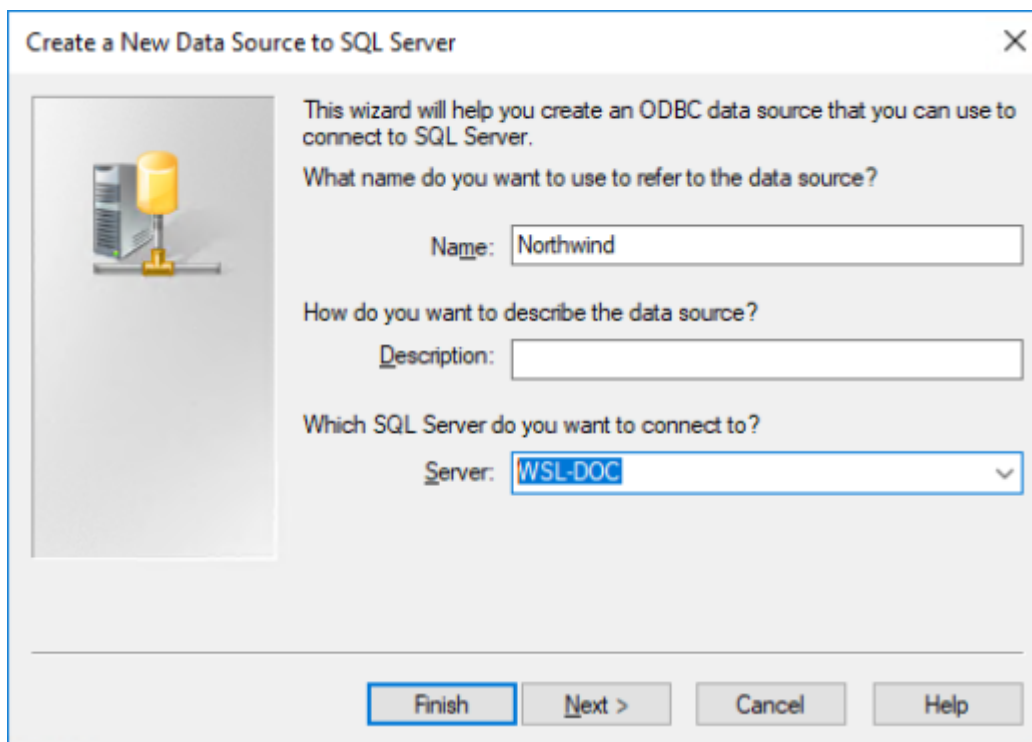 Create a New Data Source to SQL Server
This wizard will help you create an ODBC data source that you can use to
connect to SQL Server.
What name do you want to use to refer to the data source?
Name: Northwind
How do you want to describe the data source?
Description:
Which SQL Server do you want to connect to?
Server: WSL-DOC
Finish Next > Cancel Help